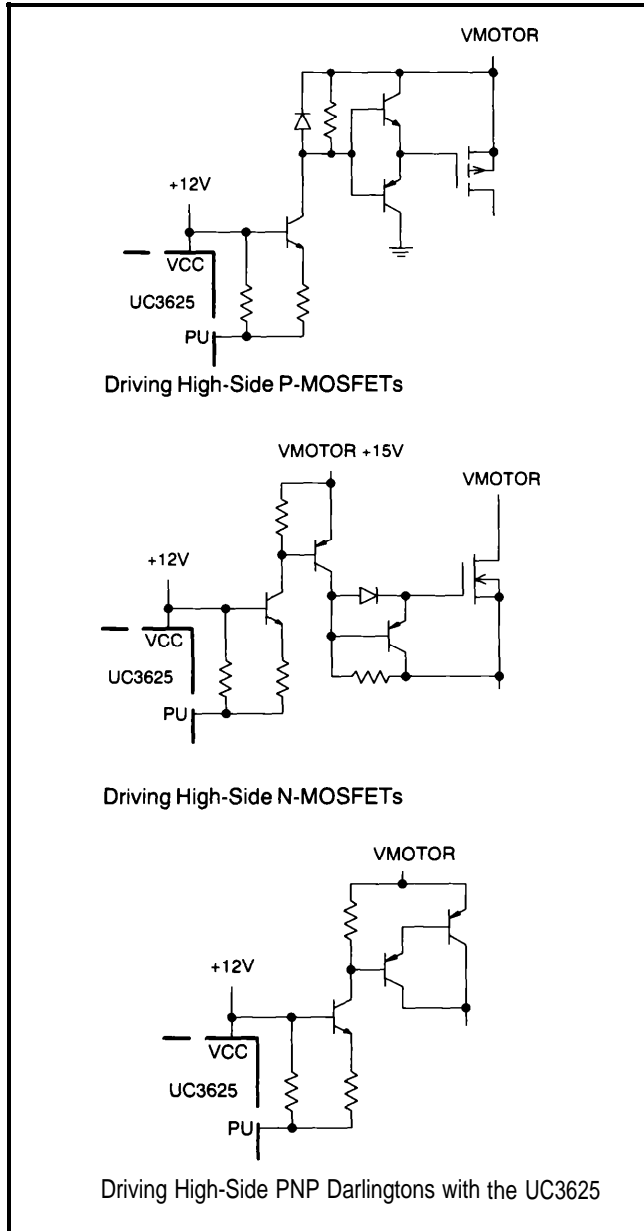 VMOTOR
+12V
VCC
UC3625
PU
Driving High-Side P-MOSFETs
VMOTOR +15V
VMOTOR
+12V
VCC
UC3625
PU
Driving High-Side N-MOSFETs
VMOTOR
+12V
VCC
UC3625
PU
Driving High-Side PNP Darlingtons with the UC3625